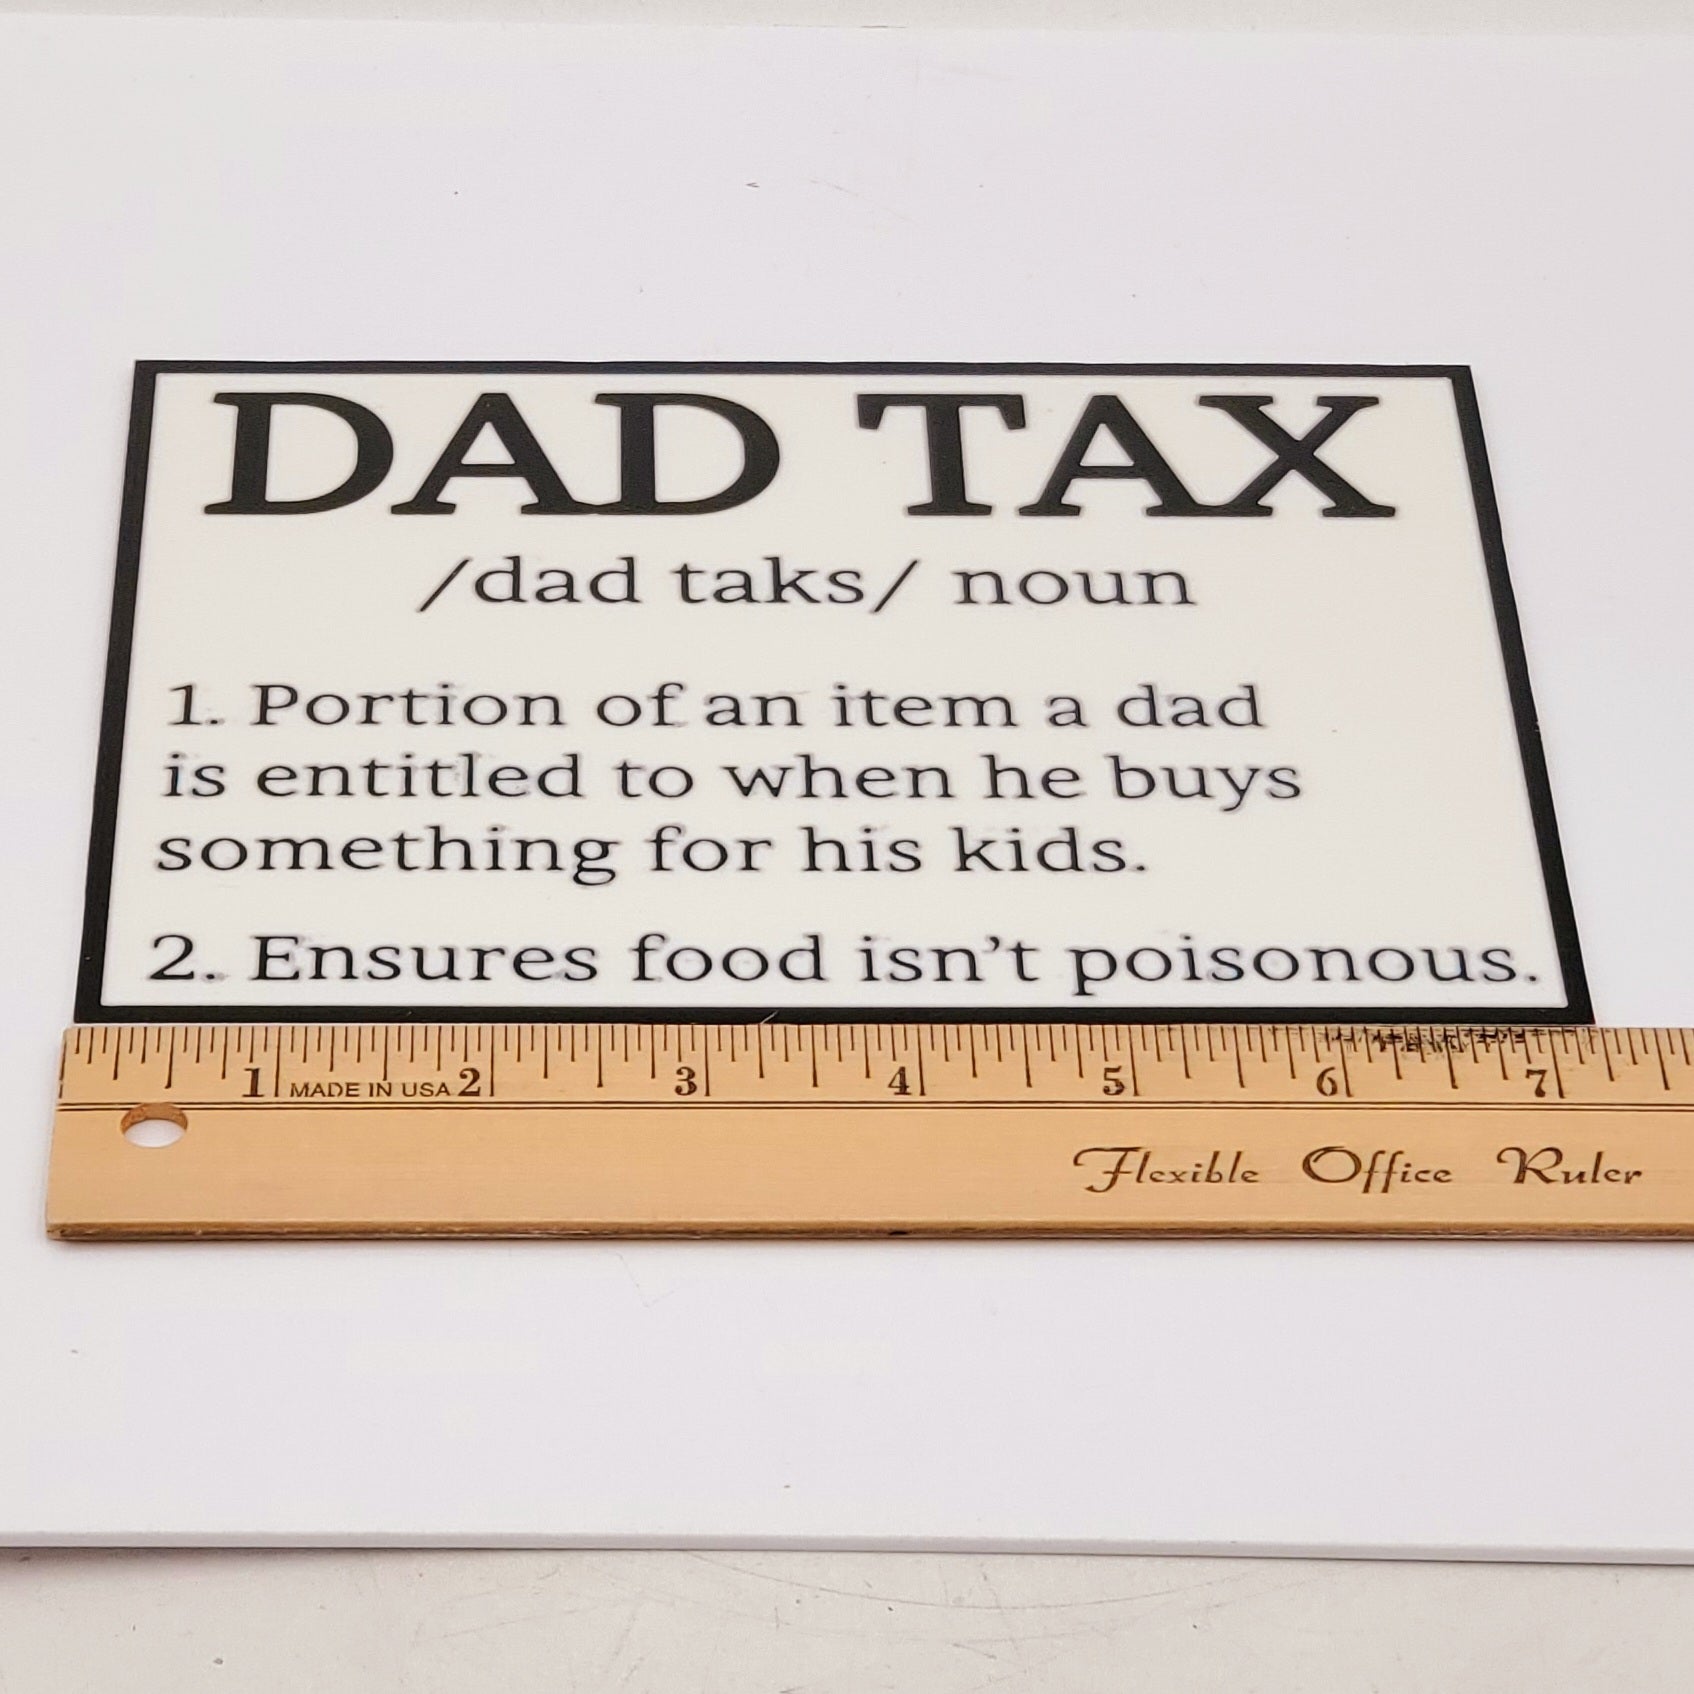 DAD TAX
/dad taks/ noun
1. Portion of an item a dad
is entitled to when he buys
something for his kids.
2. Ensures food isn't poisonous.
1 MADE IN USA 2 3 4 5 6 7
Flexible Office Ruler